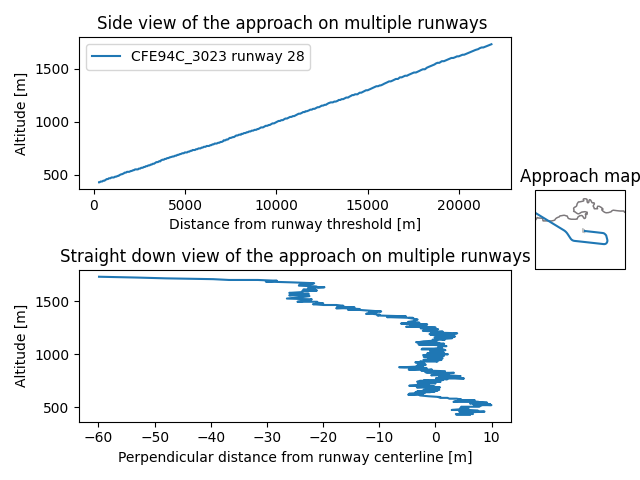 Side view of the approach on multiple runways
CFE94C_3023 runway 28
Altitude [m]
1500
1000
500
0 5000 10000 15000 20000
Distance from runway threshold [m]
Approach map
Straight down view of the approach on multiple runways
Altitude [m]
1500
1000
500
−60 −50 −40 −30 −20 −10 0 10
Perpendicular distance from runway centerline [m]